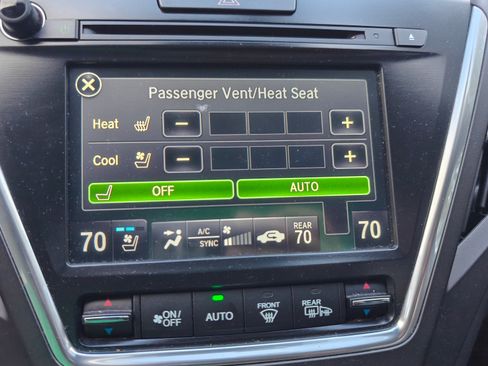 Passenger Vent/Heat Seat
Heat − +
Cool − +
OFF AUTO
70 A/C SYNC REAR 70 70
ON/OFF AUTO FRONT REAR